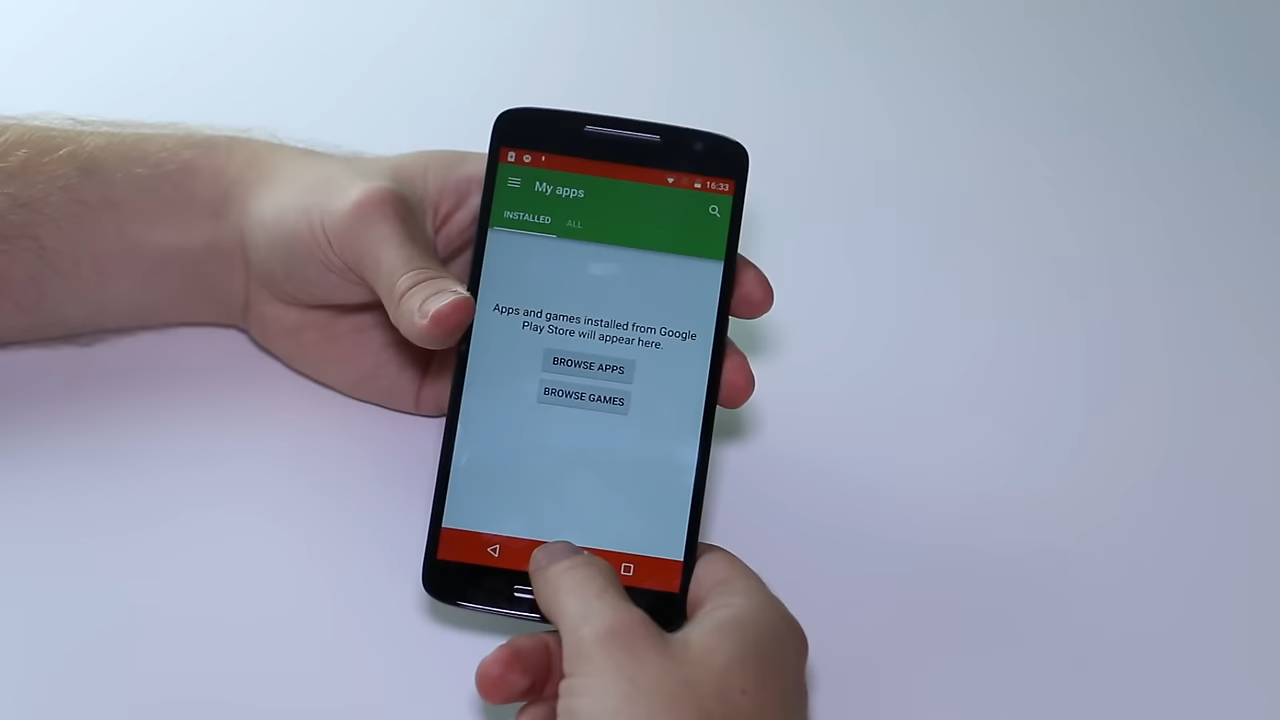 16:33
My apps
INSTALLED ALL
Apps and games installed from Google
Play Store will appear here.
BROWSE APPS
BROWSE GAMES